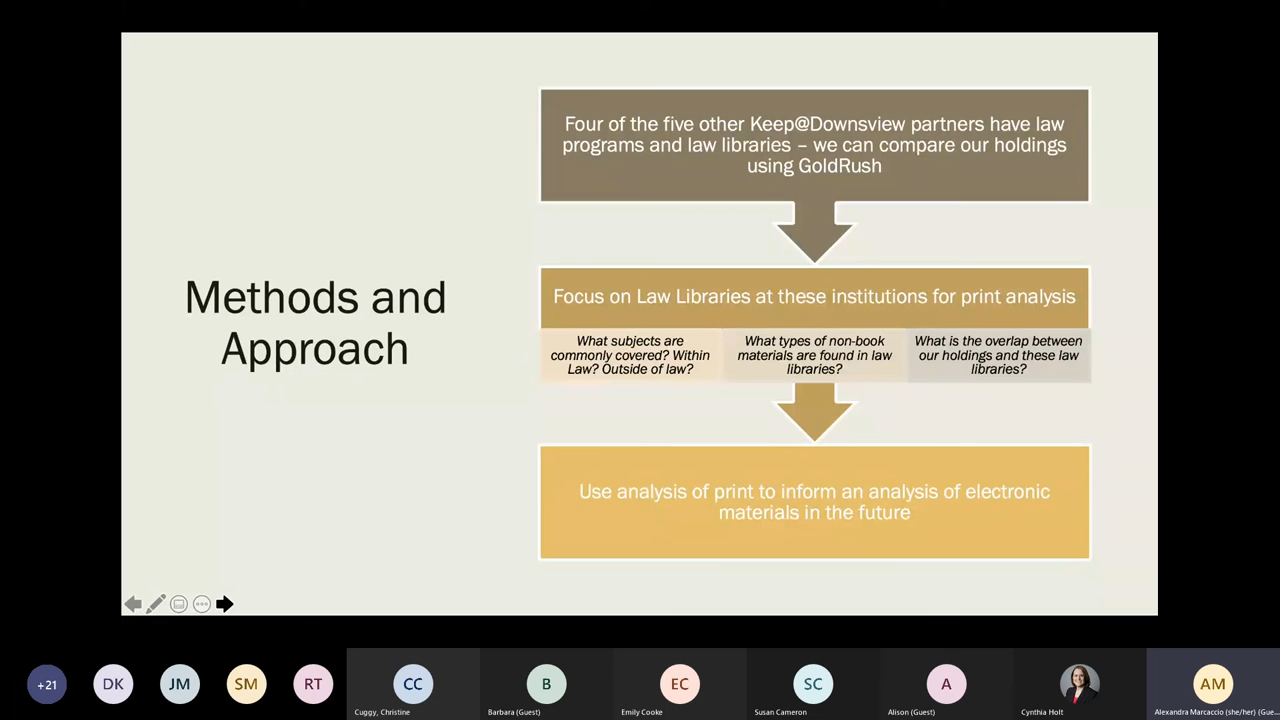 Methods and
Approach
Four of the five other Keep@Downsview partners have law
programs and law libraries – we can compare our holdings
using GoldRush
Focus on Law Libraries at these institutions for print analysis
What subjects are
commonly covered? Within
Law? Outside of law?
What types of non-book
materials are found in law
libraries?
What is the overlap between
our holdings and these law
libraries?
Use analysis of print to inform an analysis of electronic
materials in the future
+21
DK
JM
SM
RT
CC
Cuggy, Christine
B
Barbara (Guest)
EC
Emily Cooke
SC
Susan Cameron
A
Alison (Guest)
Cynthia Holt
AM
Alexandra Marcaccio (she/her) (Gue...